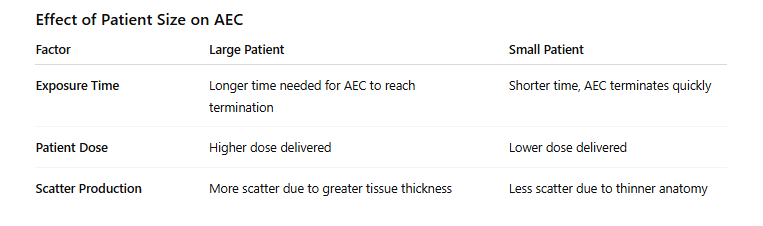 Effect of Patient Size on AEC
Factor Large Patient Small Patient
Exposure Time Longer time needed for AEC to reach Shorter time, AEC terminates quickly
termination
Patient Dose Higher dose delivered Lower dose delivered
Scatter Production More scatter due to greater tissue thickness Less scatter due to thinner anatomy